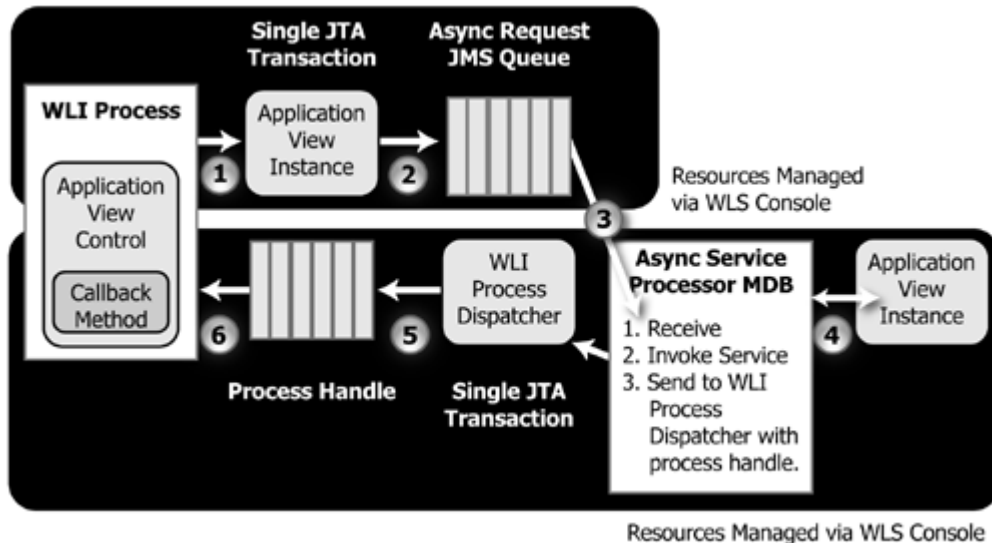 Single JTA
Transaction
Async Request
JMS Queue
WLI Process
Application
View
Control
Callback
Method
1
Application
View
Instance
2
3
Resources Managed
via WLS Console
6
Process Handle
5
WLI
Process
Dispatcher
Single JTA
Transaction
Async Service
Processor MDB
1. Receive
2. Invoke Service
3. Send to WLI
Process
Dispatcher with
process handle.
4
Application
View
Instance
Resources Managed via WLS Console